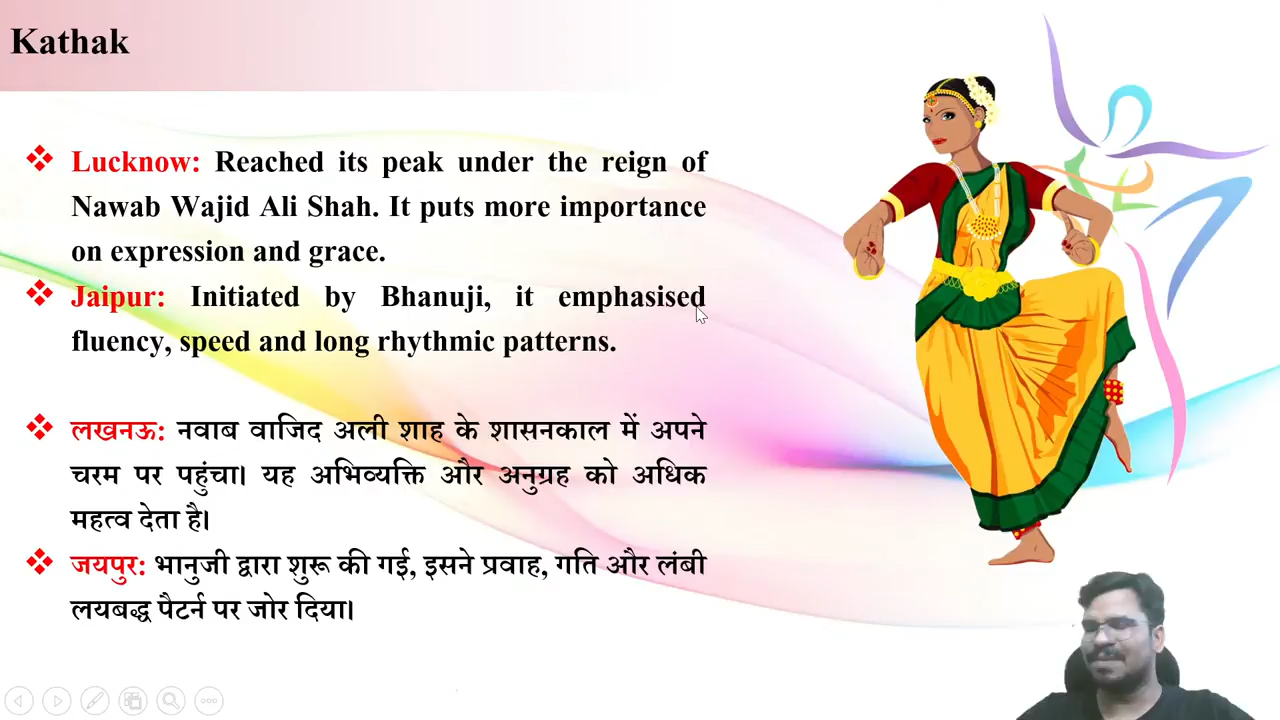 Kathak
Lucknow: Reached its peak under the reign of
Nawab Wajid Ali Shah. It puts more importance
on expression and grace.
Jaipur: Initiated by Bhanuji, it emphasised
fluency, speed and long rhythmic patterns.
लखनऊ: नवाब वाजिद अली शाह के शासनकाल में अपने
चरम पर पहुंचा। यह अभिव्यक्ति और अनुग्रह को अधिक
महत्व देता है।
जयपुर: भानुजी द्वारा शुरू की गई, इसने प्रवाह, गति और लंबी
लयबद्ध पैटर्न पर जोर दिया।